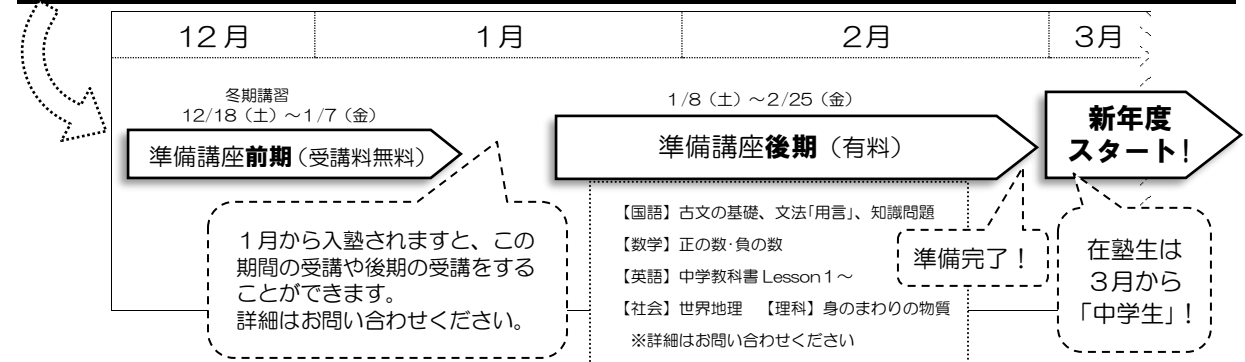 12月 1月 2月 3月
冬期講習
12/18（土）～1/7（金）
準備講座前期（受講料無料）
1/8（土）～2/25（金）
準備講座後期（有料）
新年度
スタート！
1月から入塾されますと、この
期間の受講や後期の受講をする
ことができます。
詳細はお問い合わせください。
【国語】古文の基礎、文法「用言」、知識問題
【数学】正の数・負の数
【英語】中学教科書 Lesson１～
【社会】世界地理　【理科】身のまわりの物質
※詳細はお問い合わせください
準備完了！
在塾生は
３月から
「中学生」！